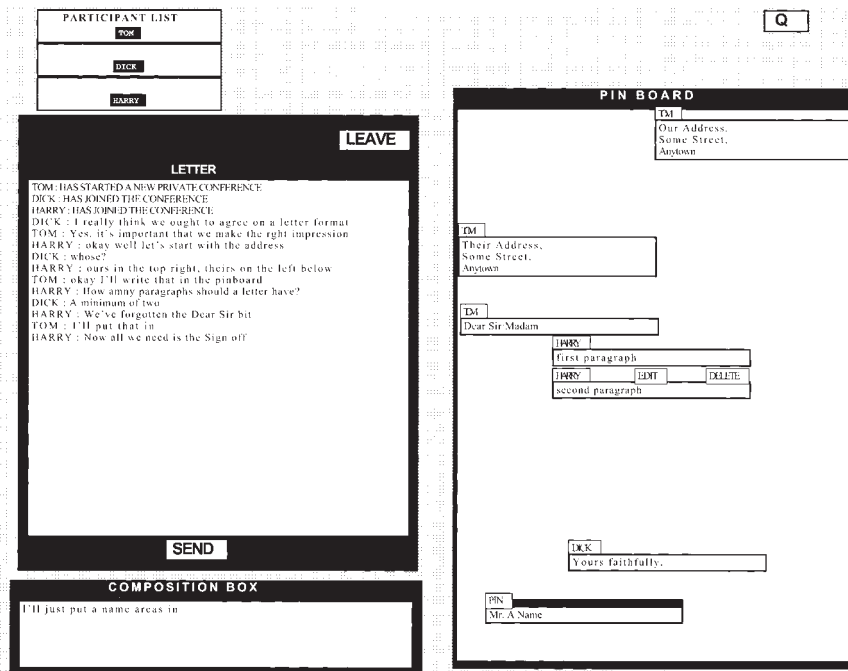 PARTICIPANT LIST
TOM
DICK
HARRY
Q
LEAVE
LETTER
TOM : HAS STARTED A NEW PRIVATE CONFERENCE
DICK : HAS JOINED THE CONFERENCE
HARRY : HAS JOINED THE CONFERENCE
DICK : I really think we ought to agree on a letter format
TOM : Yes, it's important that we make the rght impression
HARRY : okay well let's start with the address
DICK : whose?
HARRY : ours in the top right, theirs on the left below
TOM : okay I'll write that in the pinboard
HARRY : How amny paragraphs should a letter have?
DICK : A minimum of two
HARRY : We've forgotten the Dear Sir bit
TOM : I'll put that in
HARRY : Now all we need is the Sign off
SEND
COMPOSITION BOX
I'll just put a name areas in
PIN BOARD
TM
Our Address,
Some Street,
Anytown
TM
Their Address,
Some Street,
Anytown
TM
Dear Sir Madam
HARRY
first paragraph
HARRY EDIT DELETE
second paragraph
DICK
Yours faithfully,
PIN
Mr. A Name